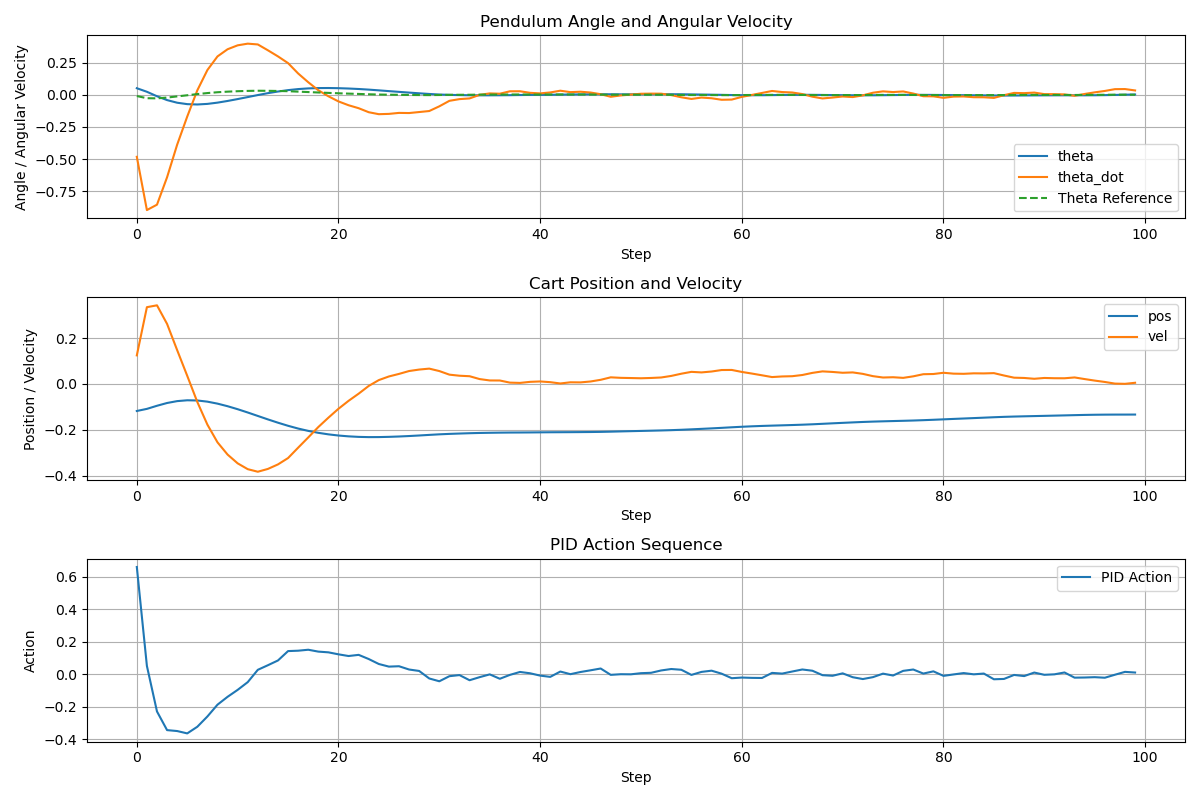 Pendulum Angle and Angular Velocity
Angle / Angular Velocity
0.25
0.00
−0.25
−0.50
−0.75
theta
theta_dot
Theta Reference
0 20 40 60 80 100
Step
Cart Position and Velocity
Position / Velocity
0.2
0.0
−0.2
−0.4
pos
vel
0 20 40 60 80 100
Step
PID Action Sequence
Action
0.6
0.4
0.2
0.0
−0.2
−0.4
PID Action
0 20 40 60 80 100
Step